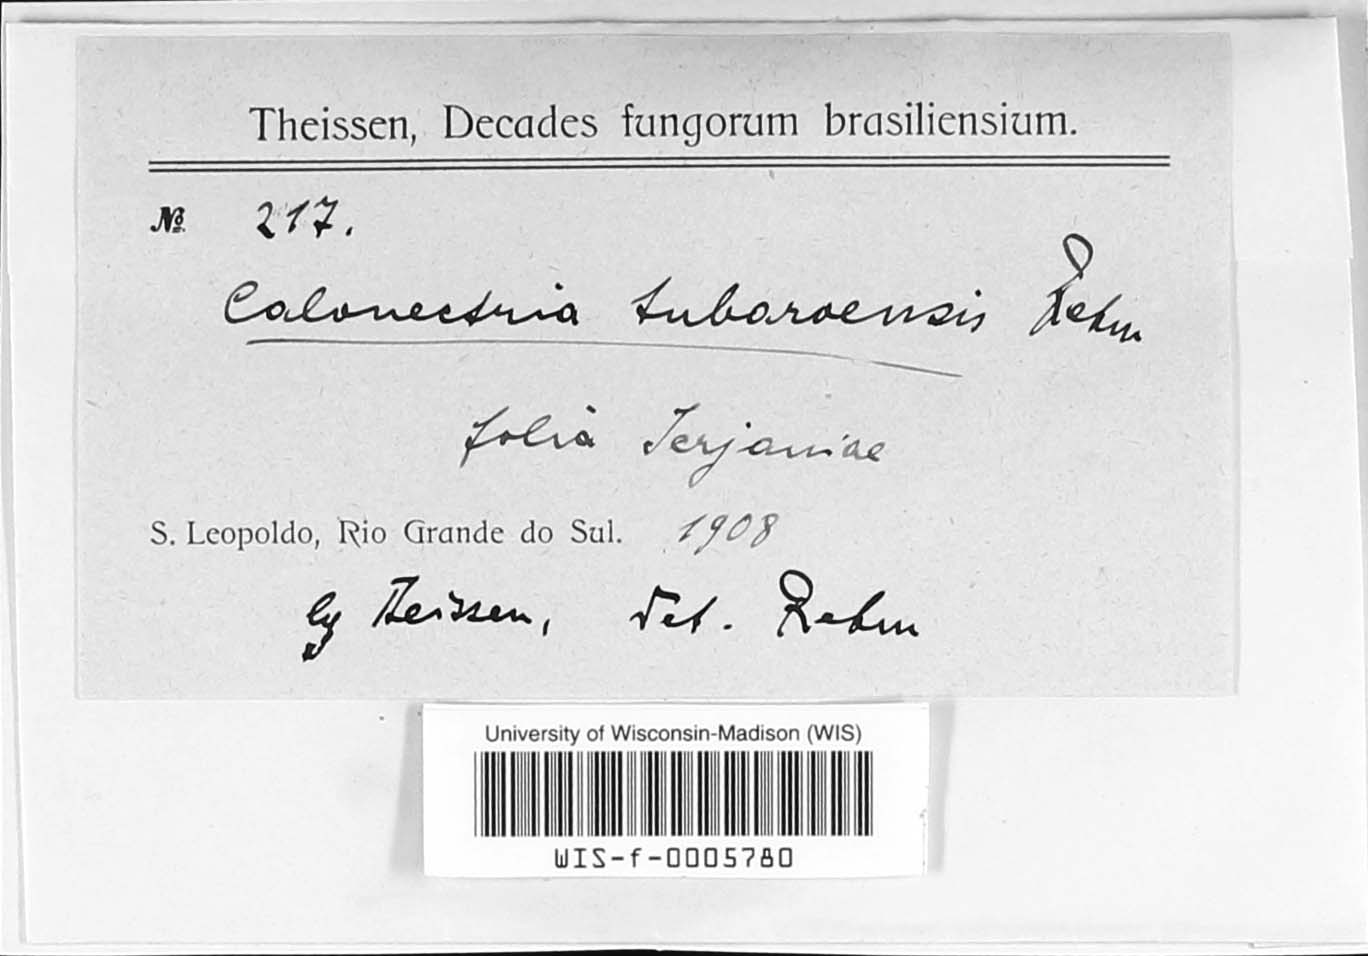 Theissen, Decades fungorum brasiliensium.
№ 217.
Calonectria tubaroensis Rehm
folia Serjaniae
S. Leopoldo, Rio Grande do Sul. 1908
lg Theissen, det. Rehm
University of Wisconsin-Madison (WIS)
WIS-f-0005780